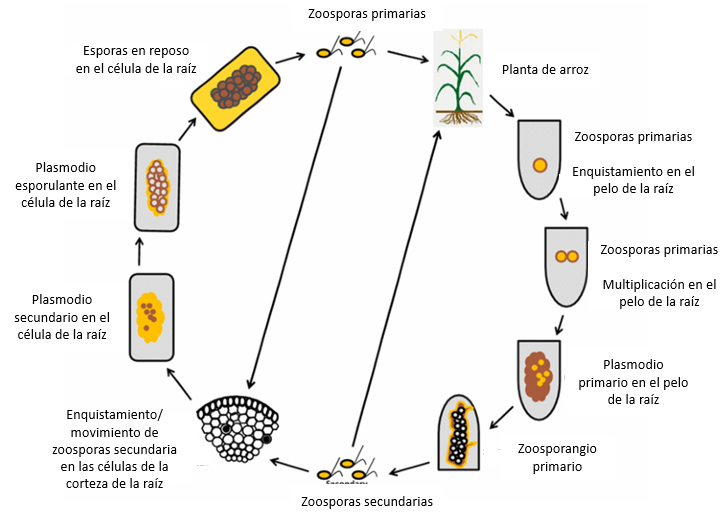 Zoosporas primarias
Esporas en reposo
en el célula de la raíz
Planta de arroz
Zoosporas primarias
Enquistamiento en el
pelo de la raíz
Plasmodio
esporulante en el
célula de la raíz
Zoosporas primarias
Multiplicación en el
pelo de la raíz
Plasmodio
secundario en el
célula de la raíz
Plasmodio
primario en el pelo
de la raíz
Enquistamiento/
movimiento de
zoosporas secundaria
en las células de la
corteza de la raíz
Zoosporangio
primario
Secondary
Zoosporas secundarias